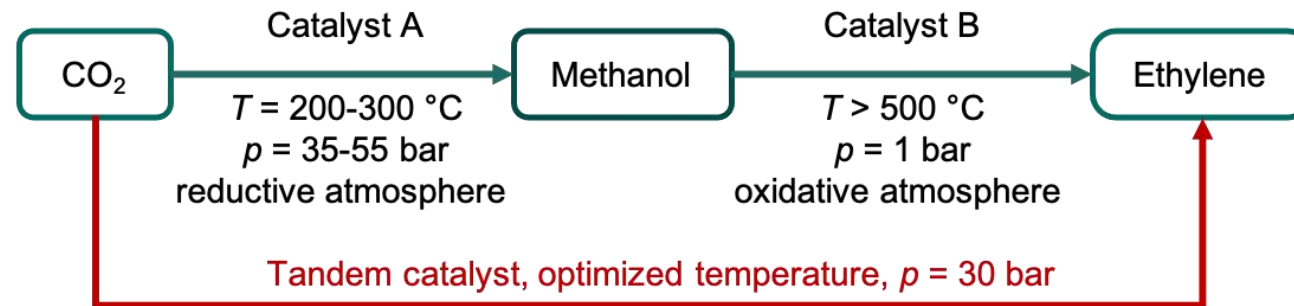 Catalyst A
Catalyst B
CO₂
Methanol
Ethylene
T = 200-300 °C
p = 35-55 bar
reductive atmosphere
T > 500 °C
p = 1 bar
oxidative atmosphere
Tandem catalyst, optimized temperature, p = 30 bar